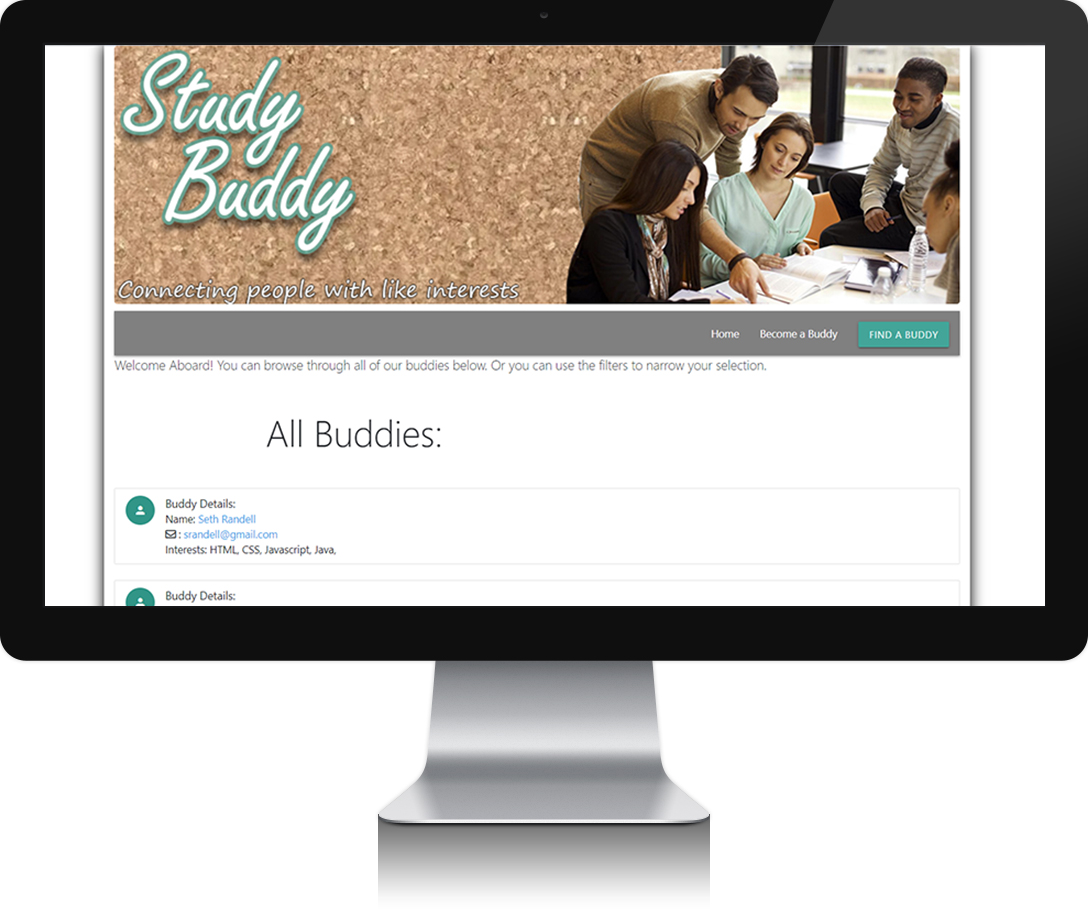 Study
Buddy
Connecting people with like interests
Home Become a Buddy FIND A BUDDY
Welcome Aboard! You can browse through all of our buddies below. Or you can use the filters to narrow your selection.
All Buddies:
Buddy Details:
Name: Seth Randell
: srandell@gmail.com
Interests: HTML, CSS, Javascript, Java,
Buddy Details: